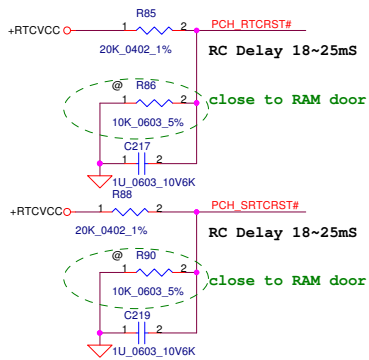 R85
+RTCVCC 1 2 PCH_RTCRST#
20K_0402_1% RC Delay 18~25mS
@ R86
1 2 close to RAM door
10K_0603_5%
C217
1 2
1U_0603_10V6K
R88
+RTCVCC 1 2 PCH_SRTCRST#
20K_0402_1% RC Delay 18~25mS
@ R90
1 2 close to RAM door
10K_0603_5%
C219
1 2
1U_0603_10V6K